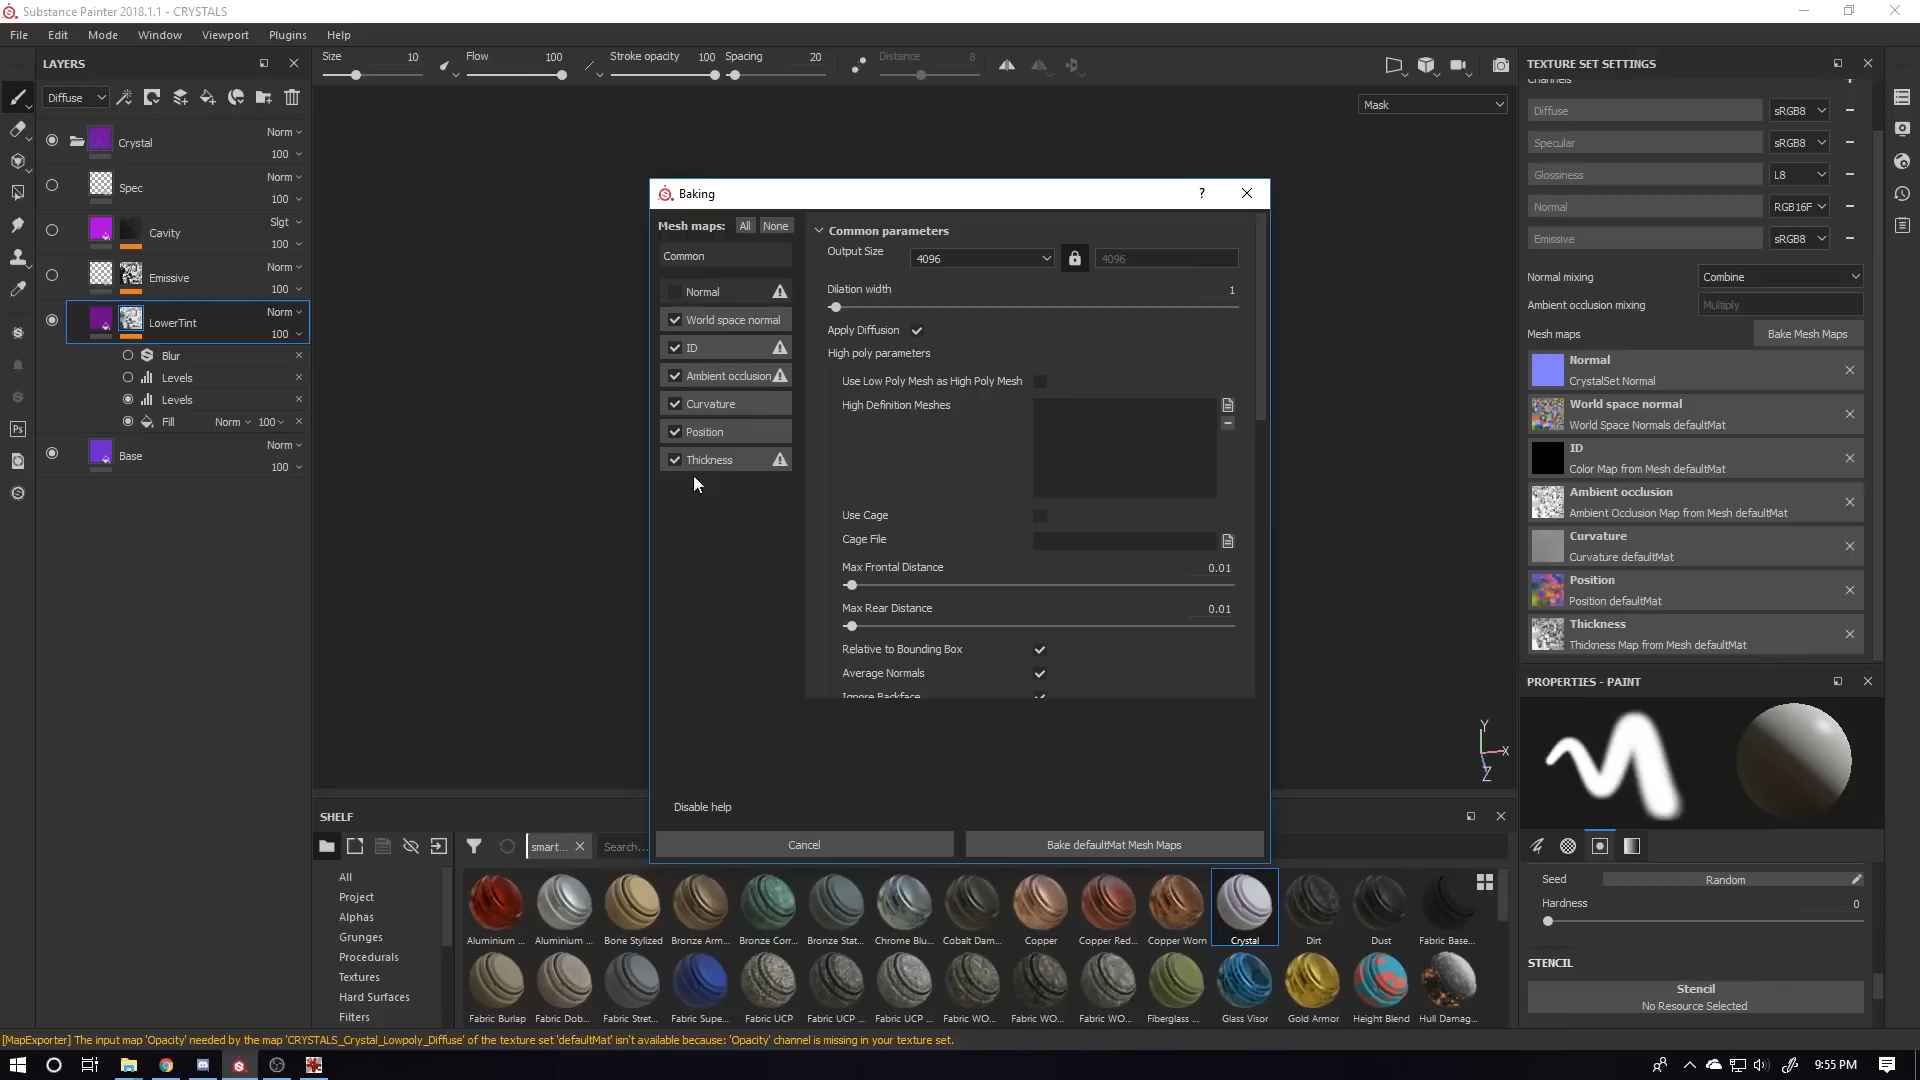 Substance Painter 2018.1.1 - CRYSTALS
File Edit Mode Window Viewport Plugins Help
LAYERS
Diffuse
Crystal Norm 100
Spec Norm 100
Cavity Slgt 100
Emissive Norm 100
LowerTint Norm 100
Blur
Levels
Levels
Fill Norm 100
Base Norm 100
Size 10 Flow 100 Stroke opacity 100 Spacing 20 Distance 8
Mask
Baking
Mesh maps: All None
Common
Normal
World space normal
ID
Ambient occlusion
Curvature
Position
Thickness
Common parameters
Output Size 4096 4096
Dilation width 1
Apply Diffusion
High poly parameters
Use Low Poly Mesh as High Poly Mesh
High Definition Meshes
Use Cage
Cage File
Max Frontal Distance 0.01
Max Rear Distance 0.01
Relative to Bounding Box
Average Normals
Ignore Backface
Disable help
Cancel Bake defaultMat Mesh Maps
Y
X
Z
TEXTURE SET SETTINGS
Channels
Diffuse sRGB8
Specular sRGB8
Glossiness L8
Normal RGB16F
Emissive sRGB8
Normal mixing Combine
Ambient occlusion mixing Multiply
Mesh maps Bake Mesh Maps
Normal
CrystalSet Normal
World space normal
World Space Normals defaultMat
ID
Color Map from Mesh defaultMat
Ambient occlusion
Ambient Occlusion Map from Mesh defaultMat
Curvature
Curvature defaultMat
Position
Position defaultMat
Thickness
Thickness Map from Mesh defaultMat
PROPERTIES - PAINT
Seed Random
Hardness 0
STENCIL
Stencil
No Resource Selected
SHELF
smart... Search...
All
Project
Alphas
Grunges
Procedurals
Textures
Hard Surfaces
Filters
Aluminium ... Aluminium ... Bone Stylized Bronze Arm... Bronze Corr... Bronze Stat... Chrome Blu... Cobalt Dam... Copper Copper Red... Copper Worn Crystal Dirt Dust Fabric Base...
Fabric Burlap Fabric Dob... Fabric Stret... Fabric Supe... Fabric UCP Fabric UCP ... Fabric UCP ... Fabric WO... Fabric WO... Fabric WO... Fiberglass ... Glass Visor Gold Armor Height Blend Hull Damag...
[MapExporter] The input map 'Opacity' needed by the map 'CRYSTALS_Crystal_Lowpoly_Diffuse' of the texture set 'defaultMat' isn't available because: 'Opacity' channel is missing in your texture set.
Ps
9:55 PM